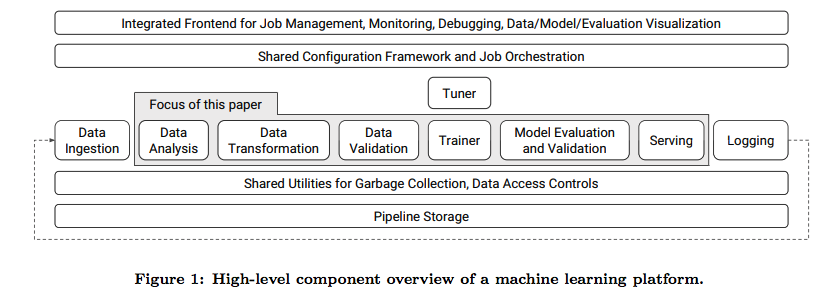 Integrated Frontend for Job Management, Monitoring, Debugging, Data/Model/Evaluation Visualization
Shared Configuration Framework and Job Orchestration
Tuner
Focus of this paper
Data
Ingestion
Data
Analysis
Data
Transformation
Data
Validation
Trainer
Model Evaluation
and Validation
Serving
Logging
Shared Utilities for Garbage Collection, Data Access Controls
Pipeline Storage
Figure 1: High-level component overview of a machine learning platform.